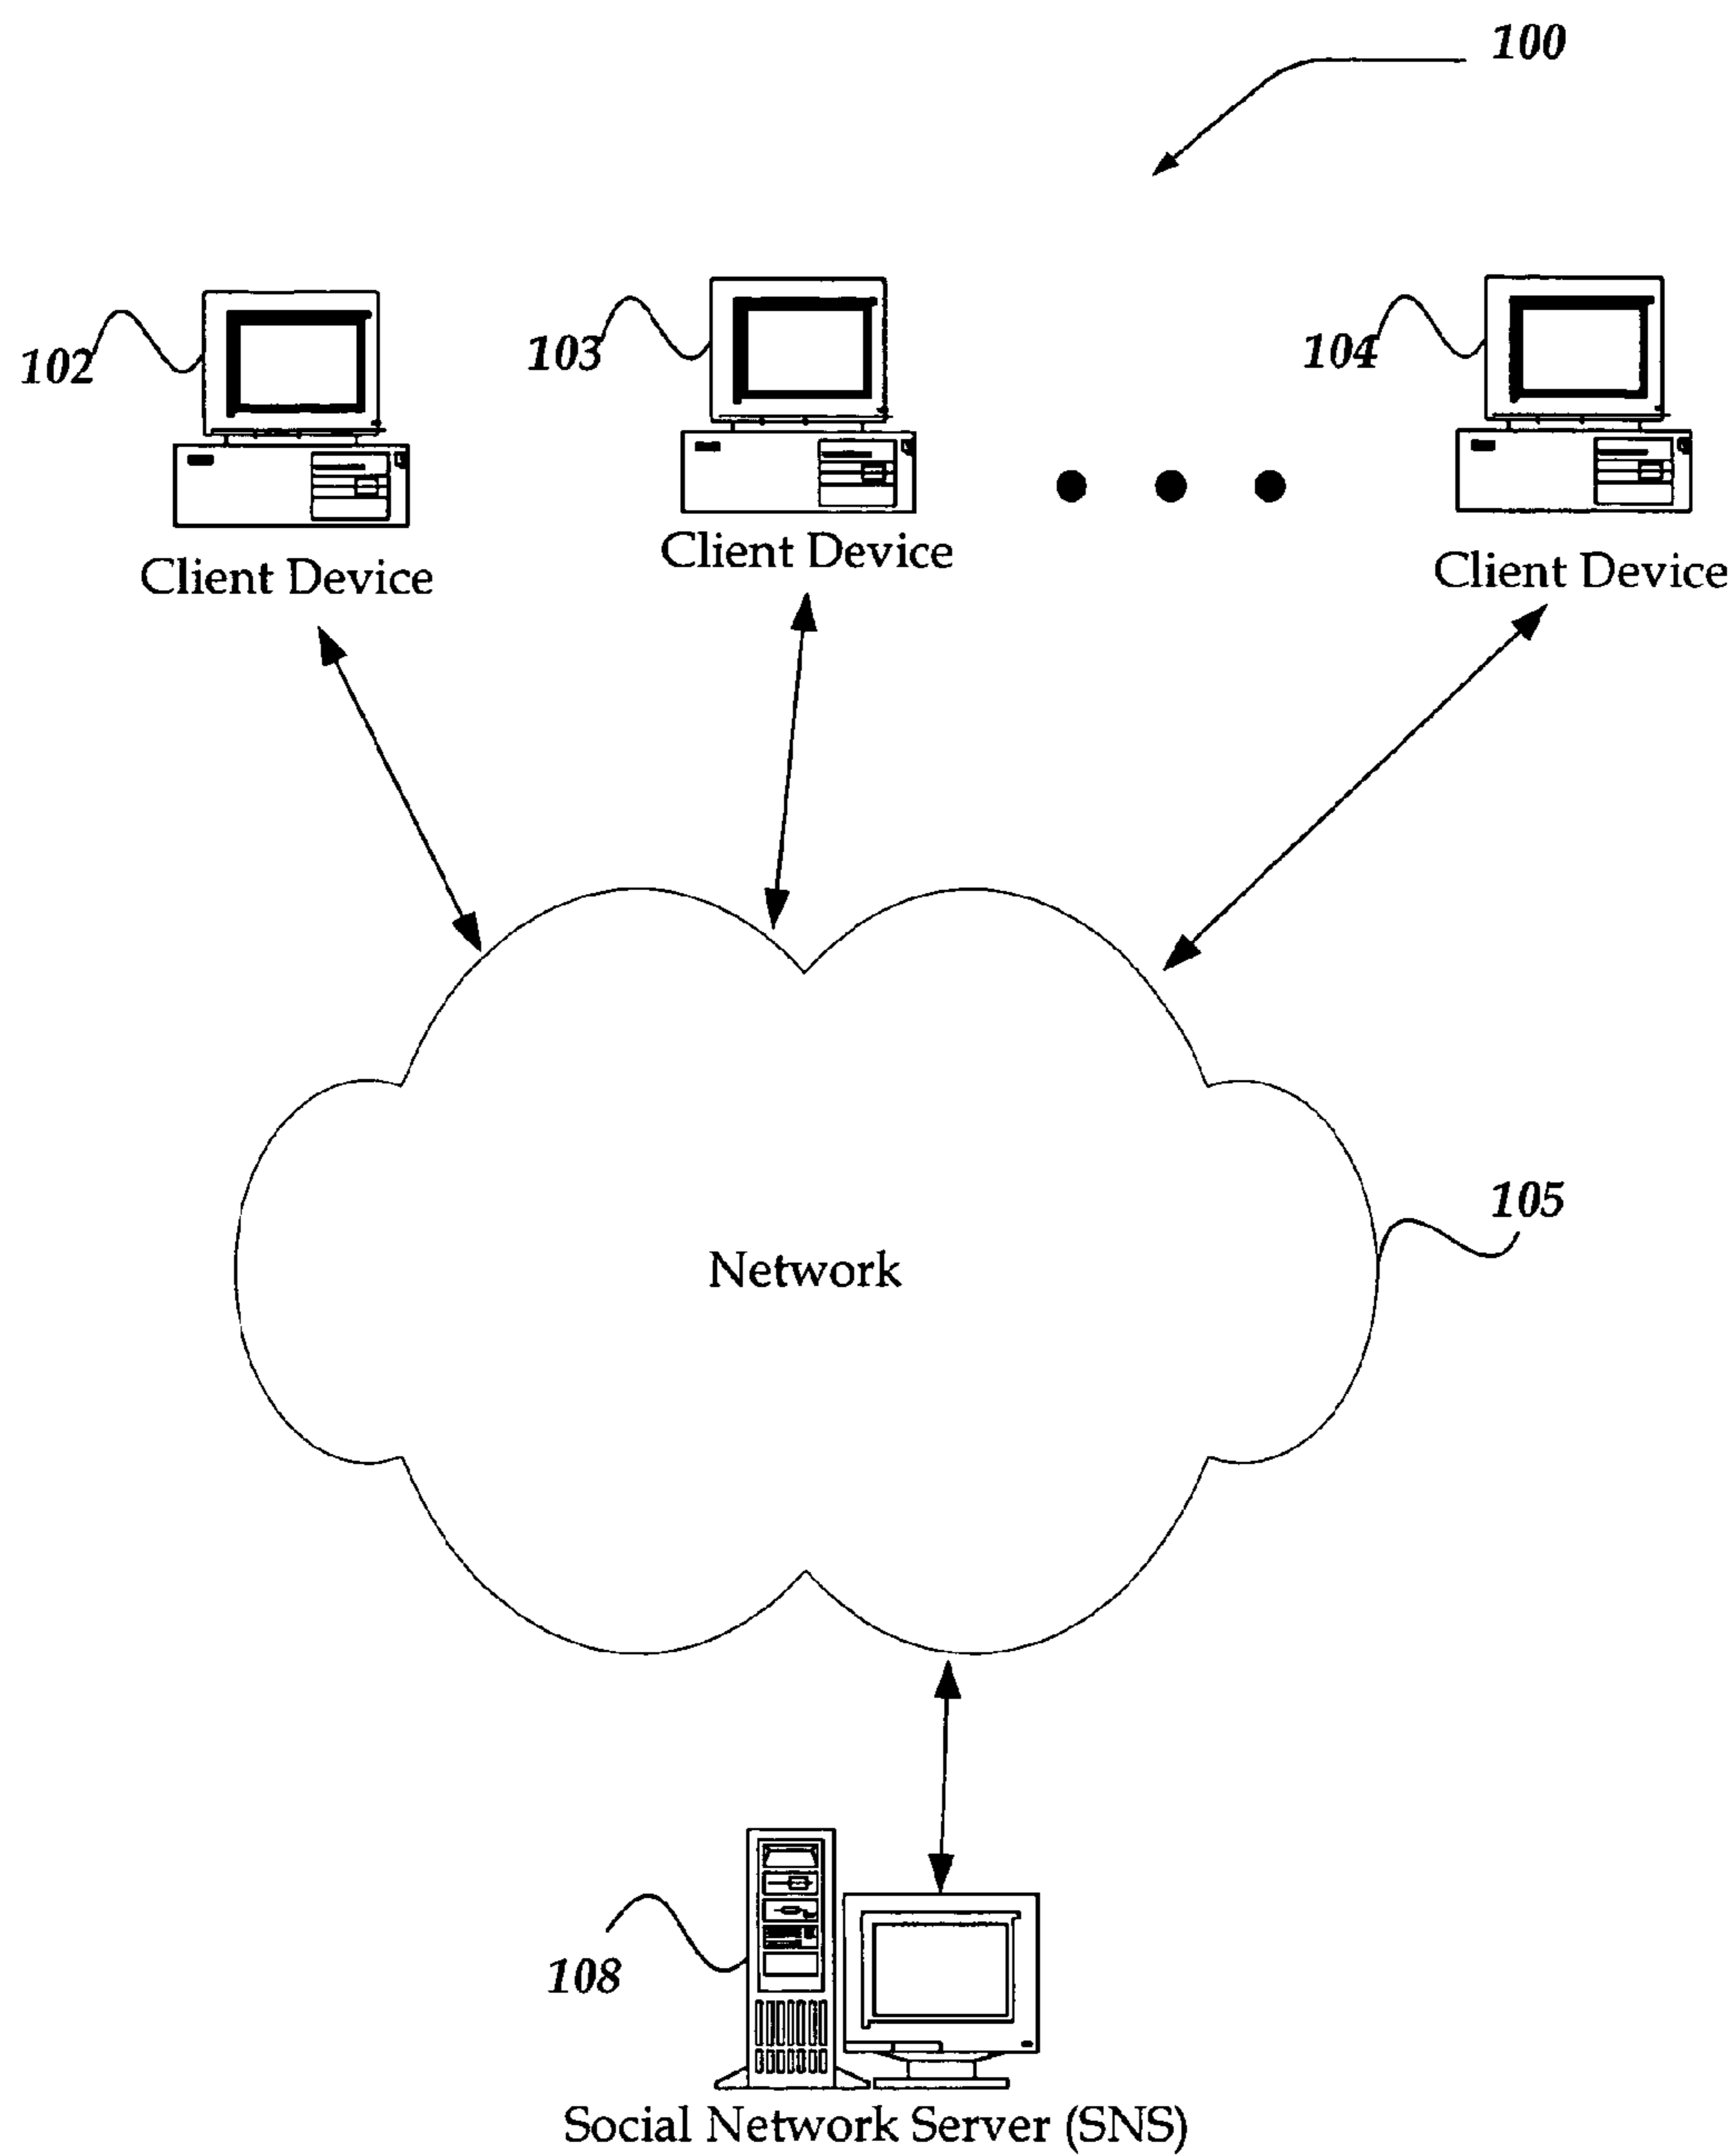 100
102
103
104
Client Device
Client Device
Client Device
Network
105
108
Social Network Server (SNS)